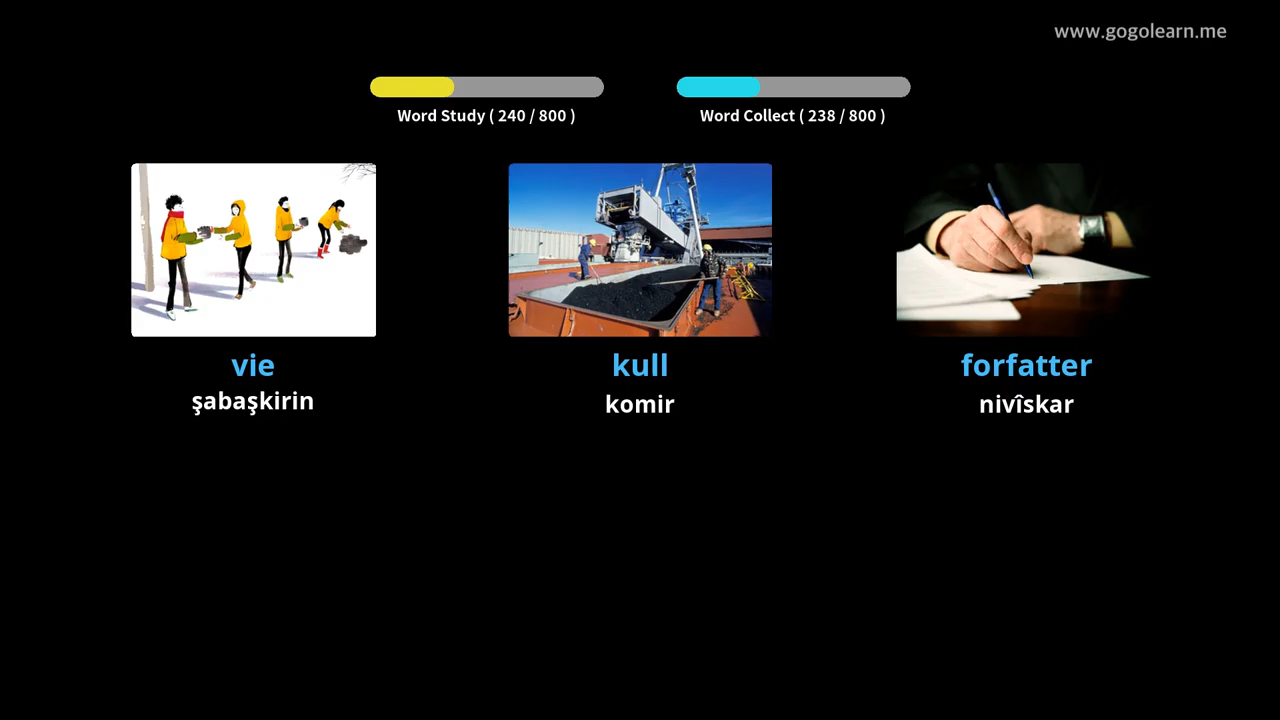 www.gogolearn.me
Word Study ( 240 / 800 )
Word Collect ( 238 / 800 )
vie
kull
forfatter
şabaşkirin
komir
nivîskar